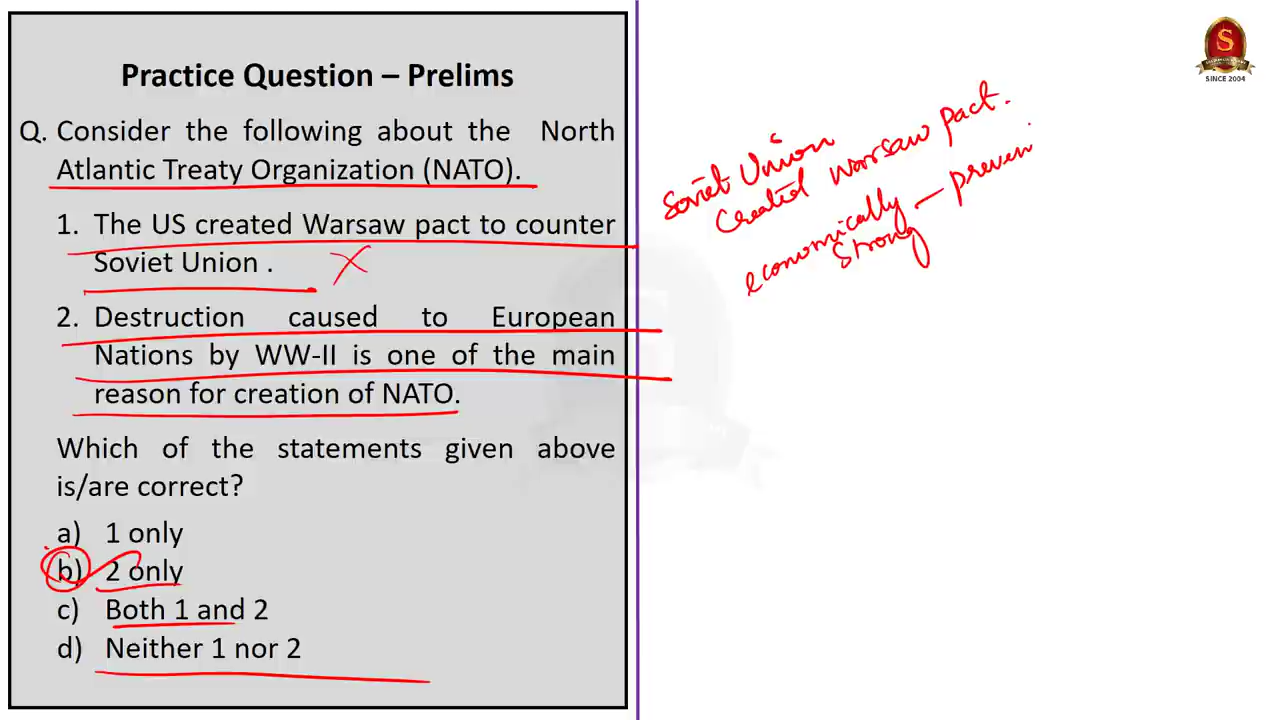 Practice Question – Prelims
Q. Consider the following about the North
Atlantic Treaty Organization (NATO).
1. The US created Warsaw pact to counter
Soviet Union .
2. Destruction caused to European
Nations by WW-II is one of the main
reason for creation of NATO.
Which of the statements given above
is/are correct?
a) 1 only
b) 2 only
c) Both 1 and 2
d) Neither 1 nor 2
S
SINCE 2004
Soviet Union
Created Warsaw pact.
economically – preven
strong